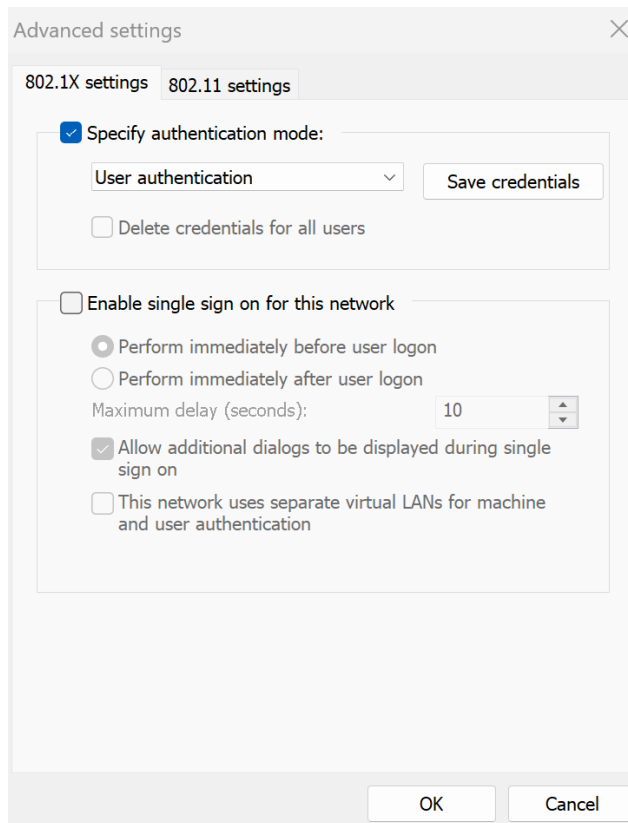 Advanced settings
802.1X settings
802.11 settings
Specify authentication mode:
User authentication
Save credentials
Delete credentials for all users
Enable single sign on for this network
Perform immediately before user logon
Perform immediately after user logon
Maximum delay (seconds):
10
Allow additional dialogs to be displayed during single
sign on
This network uses separate virtual LANs for machine
and user authentication
OK
Cancel